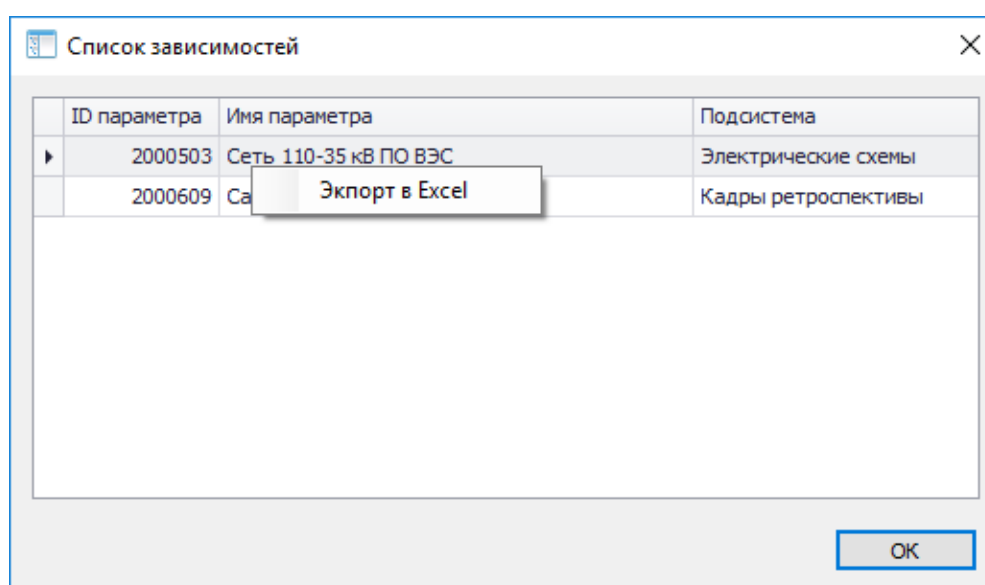 Список зависимостей
ID параметра Имя параметра Подсистема
2000503 Сеть 110-35 кВ ПО ВЭС Электрические схемы
Экпорт в Excel
2000609 Са Кадры ретроспективы
ОК